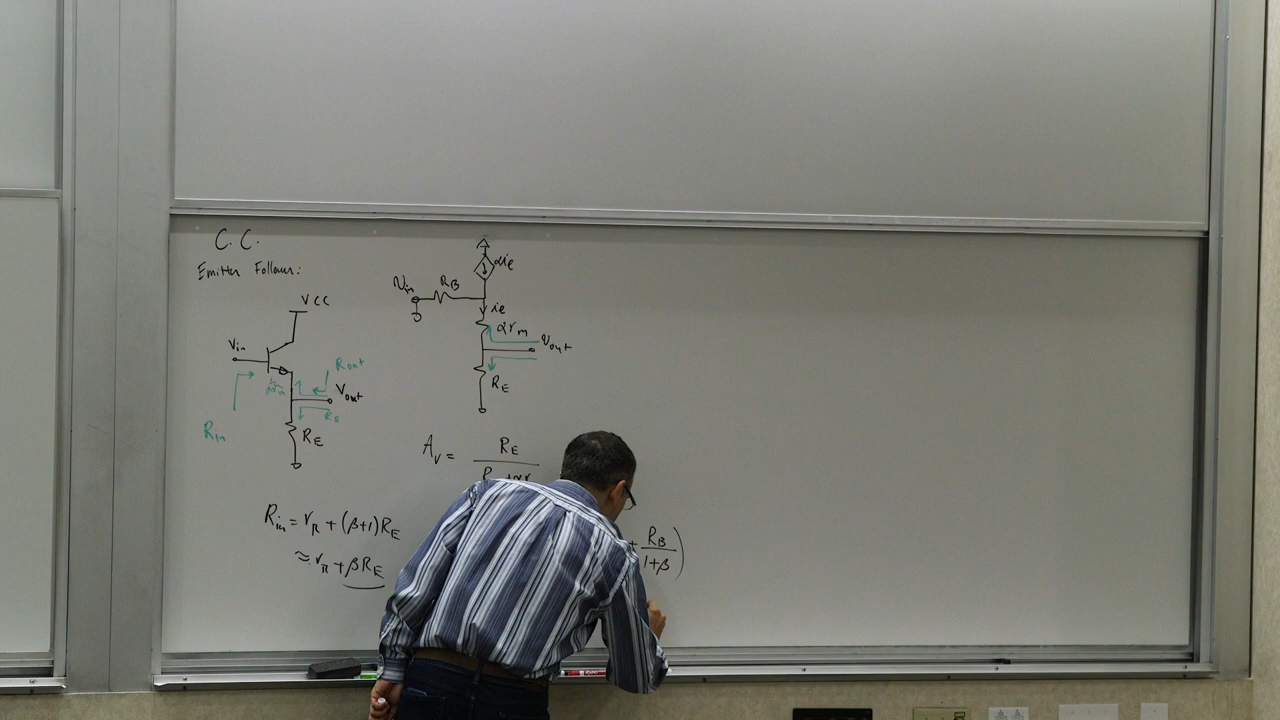 C.C.
Emitter Follower:
VCC
Vin
Rout
Vout
RE
Rin
RE
αie
Vin
RB
ie
αrm
Vout
RE
Av = RE
Rin = rπ + (β+1)RE
≈ rπ + βRE
+ RB/1+β)